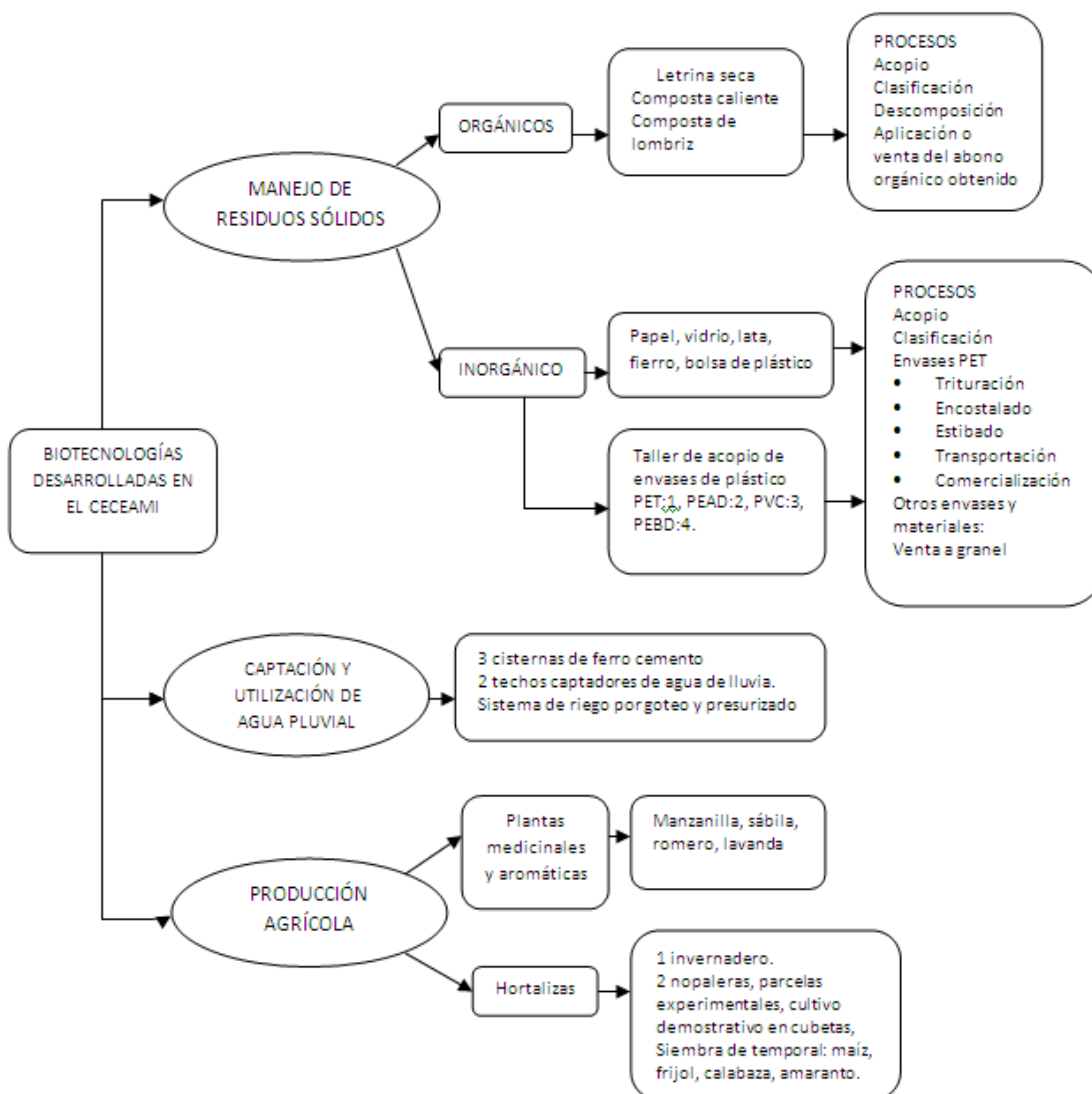 BIOTECNOLOGÍAS
DESARROLLADAS EN
EL CECEAMI
MANEJO DE
RESIDUOS SÓLIDOS
ORGÁNICOS
Letrina seca
Composta caliente
Composta de
lombriz
PROCESOS
Acopio
Clasificación
Descomposición
Aplicación o
venta del abono
orgánico obtenido
INORGÁNICO
Papel, vidrio, lata,
fierro, bolsa de plástico
Taller de acopio de
envases de plástico
PET:1, PEAD:2, PVC:3,
PEBD:4.
PROCESOS
Acopio
Clasificación
Envases PET
• Trituración
• Encostalado
• Estibado
• Transportación
• Comercialización
Otros envases y
materiales:
Venta a granel
CAPTACIÓN Y
UTILIZACIÓN DE
AGUA PLUVIAL
3 cisternas de ferro cemento
2 techos captadores de agua de lluvia.
Sistema de riego por goteo y presurizado
PRODUCCIÓN
AGRÍCOLA
Plantas
medicinales
y aromáticas
Manzanilla, sábila,
romero, lavanda
Hortalizas
1 invernadero.
2 nopaleras, parcelas
experimentales, cultivo
demostrativo en cubetas,
Siembra de temporal: maíz,
frijol, calabaza, amaranto.